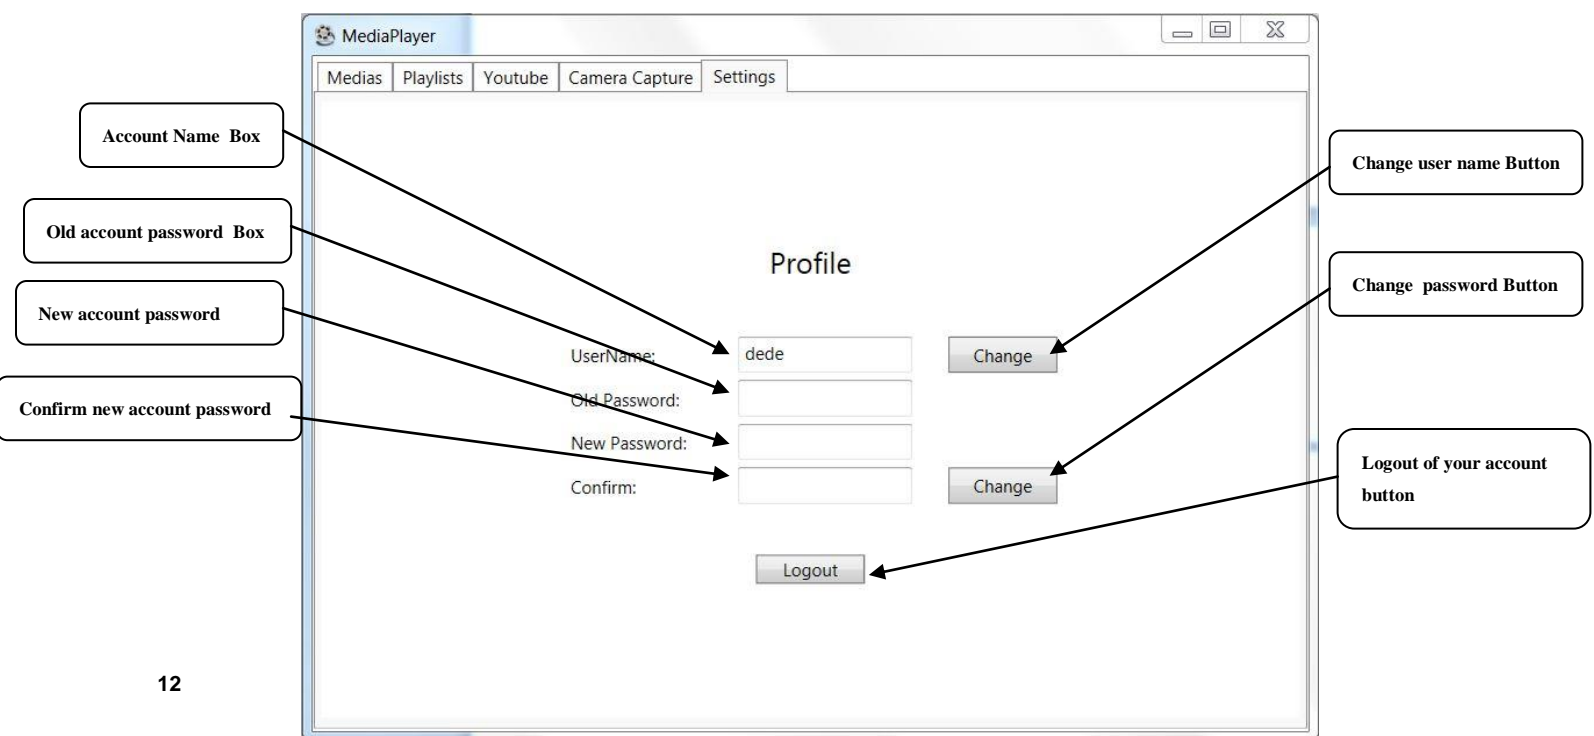 MediaPlayer
Medias Playlists Youtube Camera Capture Settings
Account Name Box
Change user name Button
Old account password Box
Profile
Change password Button
New account password
UserName: dede Change
Old Password:
Confirm new account password
New Password:
Logout of your account
button
Confirm: Change
Logout
12